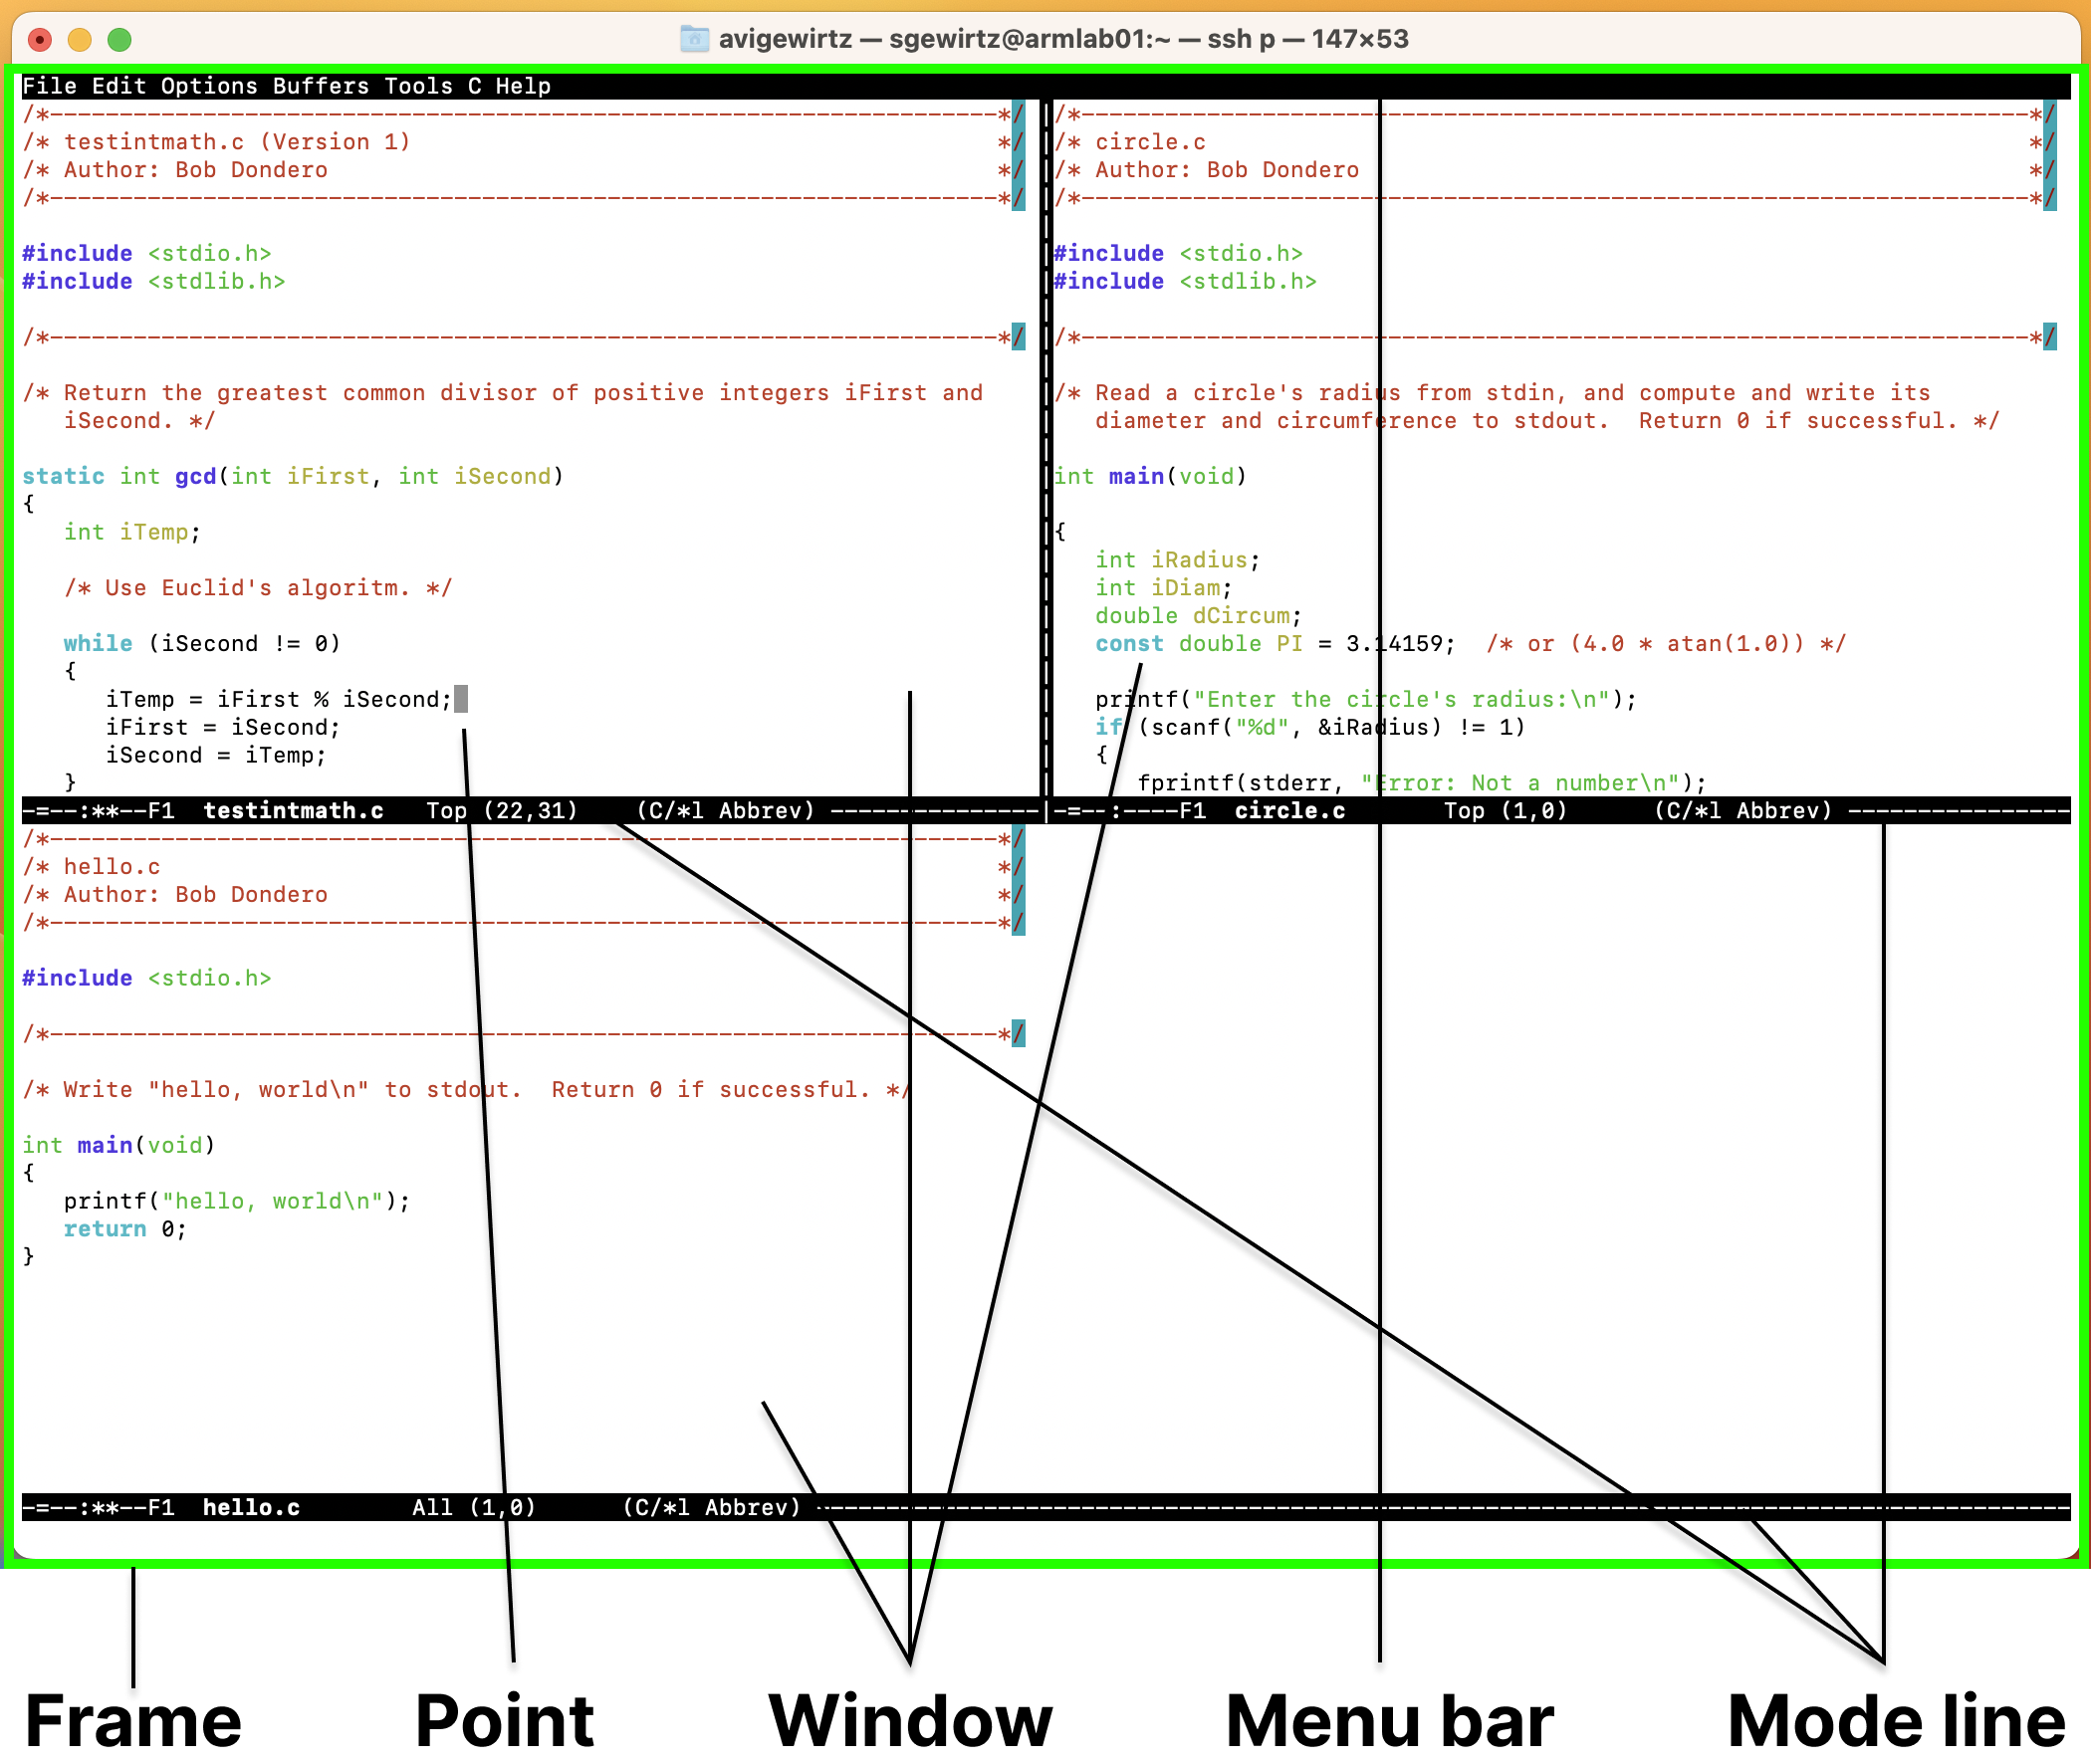 avigewirtz — sgewirtz@armlab01:~ — ssh p — 147×53
File Edit Options Buffers Tools C Help
/*--------------------------------------------------------------------*/
/* testintmath.c (Version 1)                                          */
/* Author: Bob Dondero                                                */
/*--------------------------------------------------------------------*/
#include <stdio.h>
#include <stdlib.h>
/*--------------------------------------------------------------------*/
/* Return the greatest common divisor of positive integers iFirst and
   iSecond. */
static int gcd(int iFirst, int iSecond)
{
   int iTemp;
   /* Use Euclid's algoritm. */
   while (iSecond != 0)
   {
      iTemp = iFirst % iSecond;
      iFirst = iSecond;
      iSecond = iTemp;
   }
-=--:**--F1  testintmath.c   Top (22,31)    (C/*l Abbrev) ---------------
/*--------------------------------------------------------------------*/
/* circle.c                                                           */
/* Author: Bob Dondero                                                */
/*--------------------------------------------------------------------*/
#include <stdio.h>
#include <stdlib.h>
/*--------------------------------------------------------------------*/
/* Read a circle's radius from stdin, and compute and write its
   diameter and circumference to stdout.  Return 0 if successful. */
int main(void)
{
   int iRadius;
   int iDiam;
   double dCircum;
   const double PI = 3.14159;  /* or (4.0 * atan(1.0)) */
   printf("Enter the circle's radius:\n");
   if (scanf("%d", &iRadius) != 1)
   {
      fprintf(stderr, "Error: Not a number\n");
-=--:----F1  circle.c       Top (1,0)      (C/*l Abbrev) ----------------
/*--------------------------------------------------------------------*/
/* hello.c                                                            */
/* Author: Bob Dondero                                                */
/*--------------------------------------------------------------------*/
#include <stdio.h>
/*--------------------------------------------------------------------*/
/* Write "hello, world\n" to stdout.  Return 0 if successful. */
int main(void)
{
   printf("hello, world\n");
   return 0;
}
-=--:**--F1  hello.c        All (1,0)      (C/*l Abbrev) ------------------------------------------------------------------------------------------
Frame Point Window Menu bar Mode line